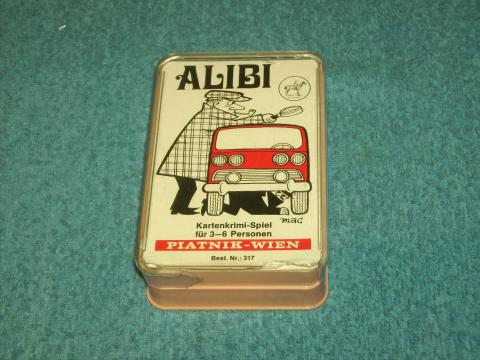 ALIBI
mac
Kartenkrimi-Spiel
für 3—6 Personen
PIATNIK-WIEN
Best. Nr.: 317